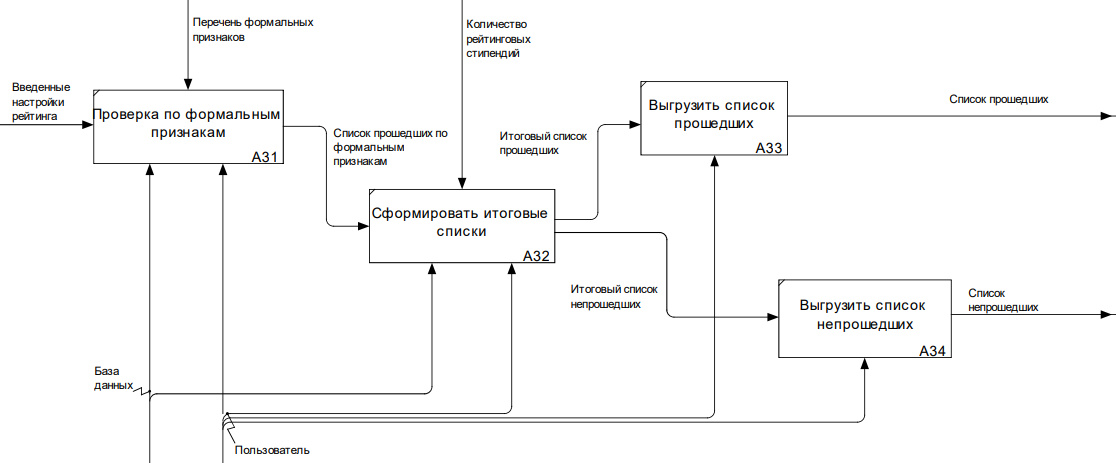 Перечень формальных
признаков
Количество
рейтинговых
стипендий
Введенные
настройки
рейтинга
Проверка по формальным
признакам
A31
Список прошедших по
формальным
признакам
Итоговый список
прошедших
Выгрузить список
прошедших
A33
Список прошедших
Сформировать итоговые
списки
A32
Итоговый список
непрошедших
Выгрузить список
непрошедших
A34
Список
непрошедших
База
данных
Пользователь